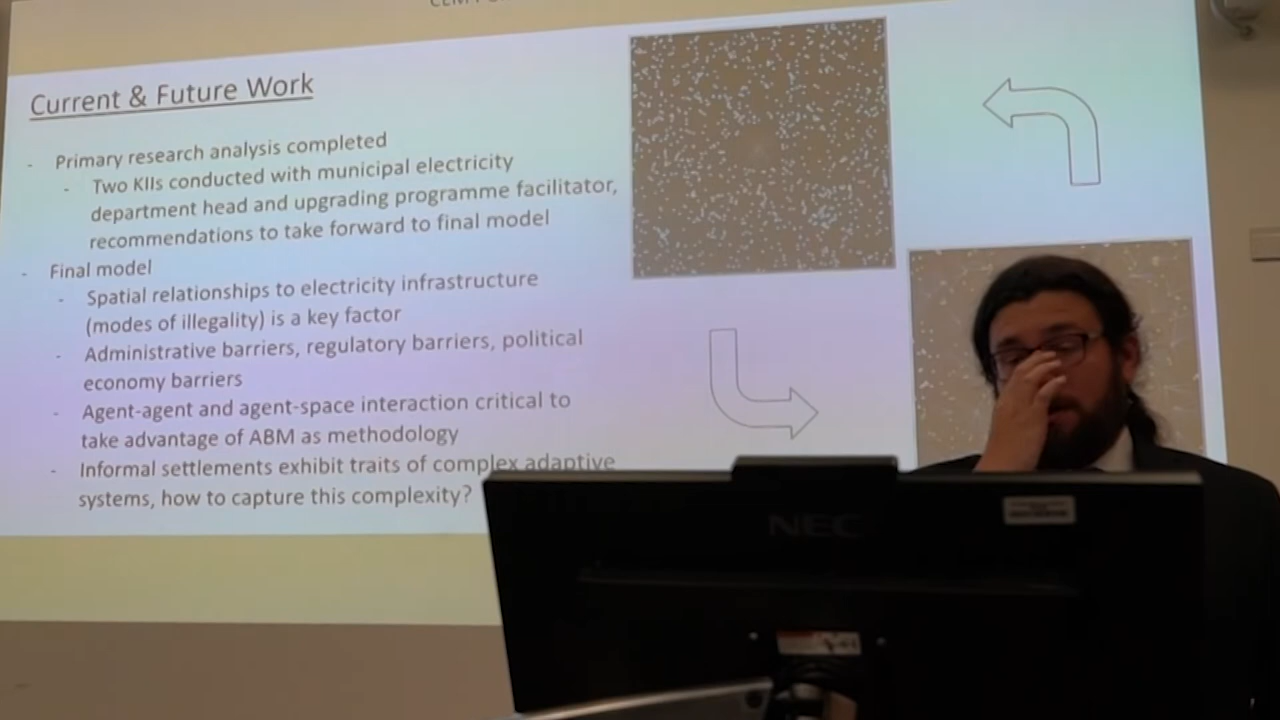 Current & Future Work
- Primary research analysis completed
- Two KIIs conducted with municipal electricity
department head and upgrading programme facilitator,
recommendations to take forward to final model
- Final model
- Spatial relationships to electricity infrastructure
(modes of illegality) is a key factor
- Administrative barriers, regulatory barriers, political
economy barriers
- Agent-agent and agent-space interaction critical to
take advantage of ABM as methodology
- Informal settlements exhibit traits of complex adaptive
systems, how to capture this complexity?
NEC